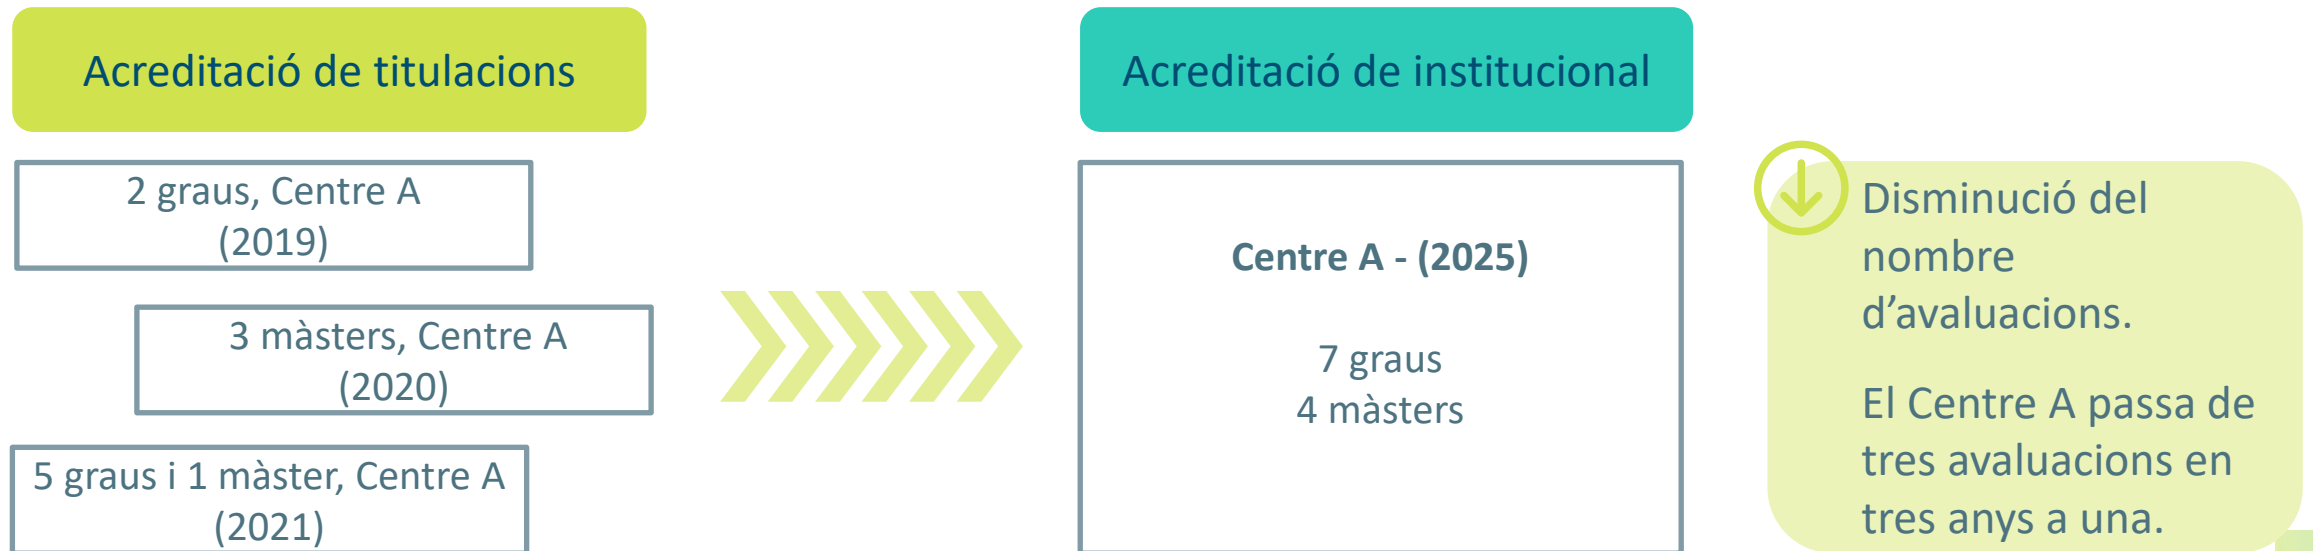 Acreditació de titulacions
2 graus, Centre A
(2019)
3 màsters, Centre A
(2020)
5 graus i 1 màster, Centre A
(2021)
Acreditació de institucional
Centre A - (2025)
7 graus
4 màsters
Disminució del
nombre
d’avaluacions.
El Centre A passa de
tres avaluacions en
tres anys a una.